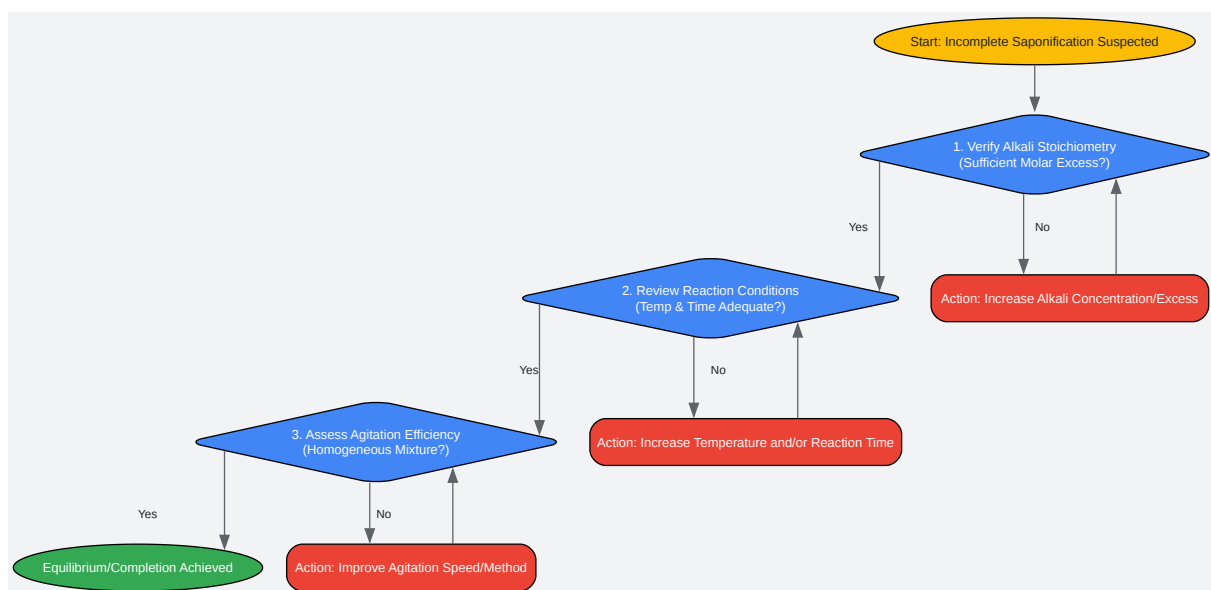 Start: Incomplete Saponification Suspected
1. Verify Alkali Stoichiometry
(Sufficient Molar Excess?)
Yes
No
2. Review Reaction Conditions
(Temp & Time Adequate?)
Action: Increase Alkali Concentration/Excess
Yes
No
3. Assess Agitation Efficiency
(Homogeneous Mixture?)
Action: Increase Temperature and/or Reaction Time
Yes
No
Equilibrium/Completion Achieved
Action: Improve Agitation Speed/Method